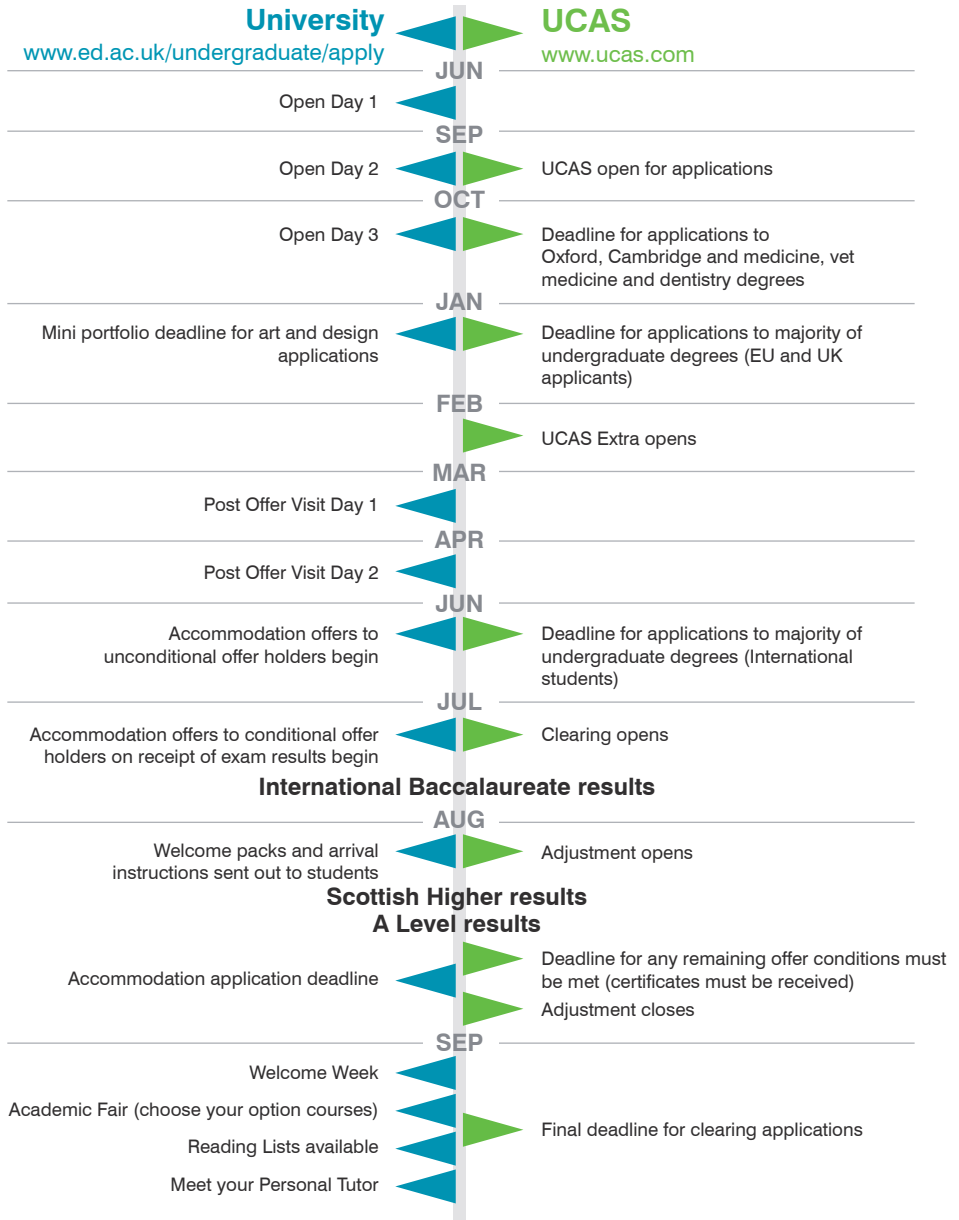 University
www.ed.ac.uk/undergraduate/apply
UCAS
www.ucas.com
JUN
Open Day 1
SEP
Open Day 2
UCAS open for applications
OCT
Open Day 3
Deadline for applications to
Oxford, Cambridge and medicine, vet
medicine and dentistry degrees
JAN
Mini portfolio deadline for art and design
applications
Deadline for applications to majority of
undergraduate degrees (EU and UK
applicants)
FEB
UCAS Extra opens
MAR
Post Offer Visit Day 1
APR
Post Offer Visit Day 2
JUN
Accommodation offers to
unconditional offer holders begin
Deadline for applications to majority of
undergraduate degrees (International
students)
JUL
Accommodation offers to conditional offer
holders on receipt of exam results begin
Clearing opens
International Baccalaureate results
AUG
Welcome packs and arrival
instructions sent out to students
Adjustment opens
Scottish Higher results
A Level results
Deadline for any remaining offer conditions must
be met (certificates must be received)
Accommodation application deadline
Adjustment closes
SEP
Welcome Week
Academic Fair (choose your option courses)
Final deadline for clearing applications
Reading Lists available
Meet your Personal Tutor